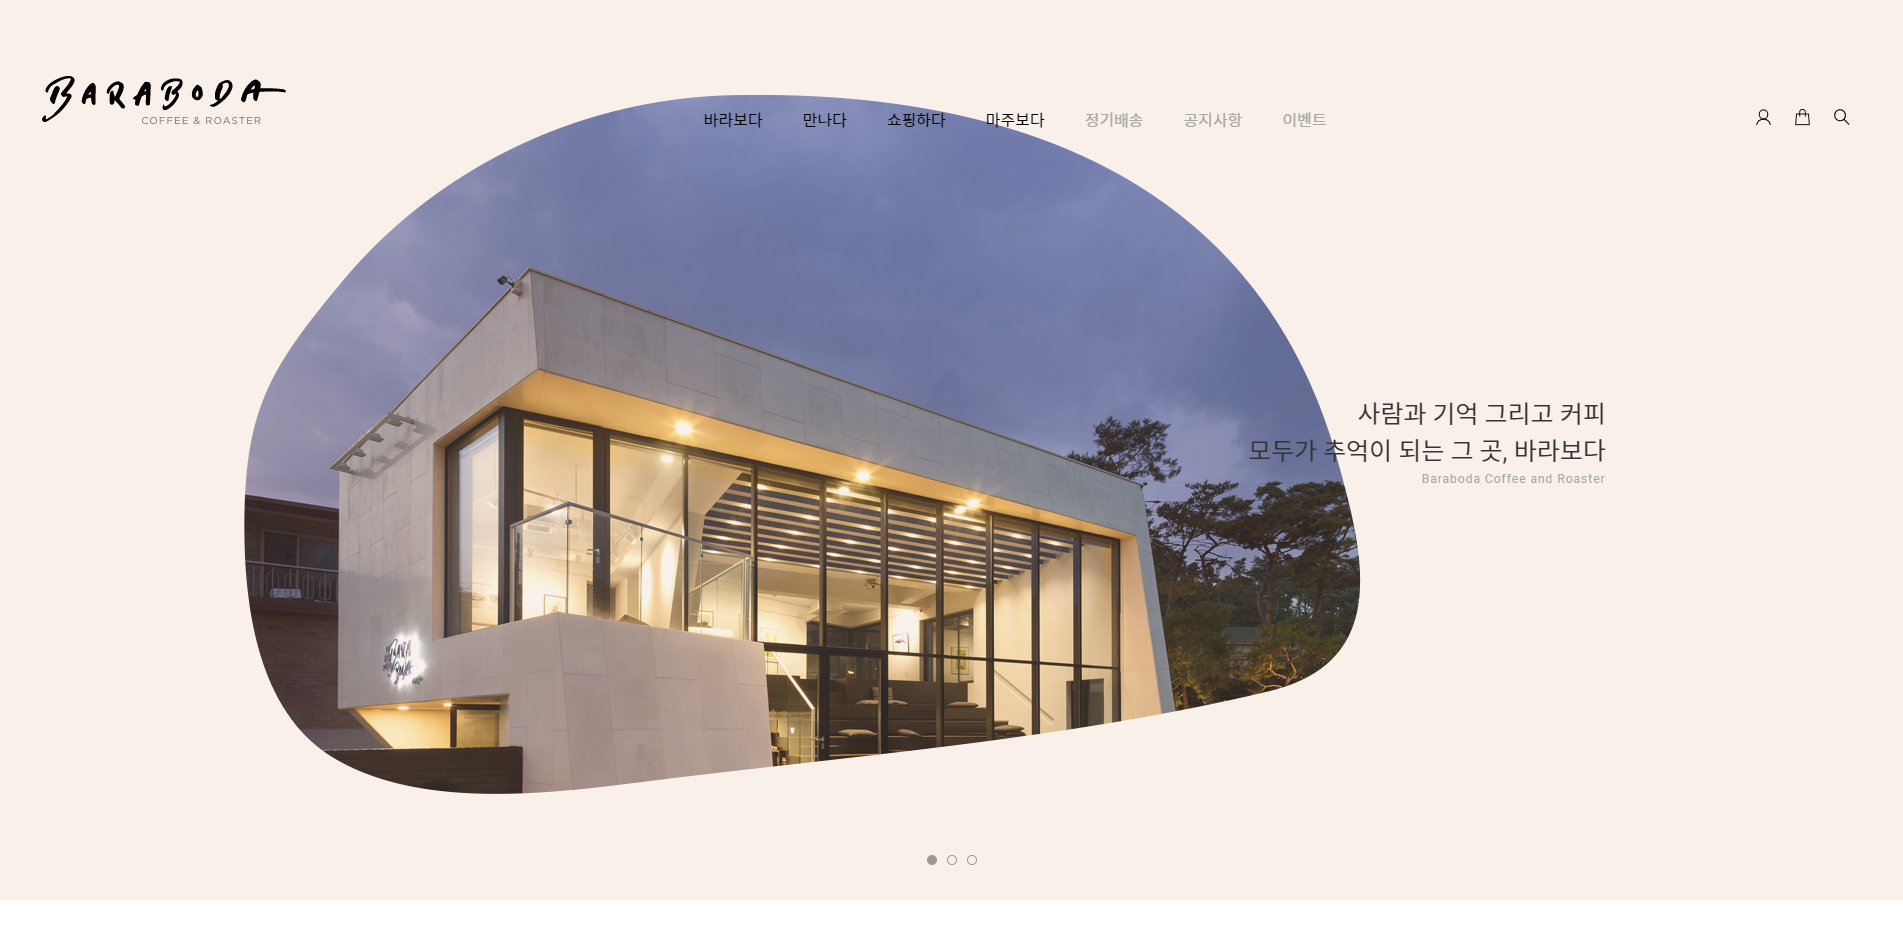 BARABODA
COFFEE & ROASTER
바라보다 만나다 쇼핑하다 마주보다 정기배송 공지사항 이벤트
사람과 기억 그리고 커피
모두가 추억이 되는 그 곳, 바라보다
Baraboda Coffee and Roaster
BARA
BODA